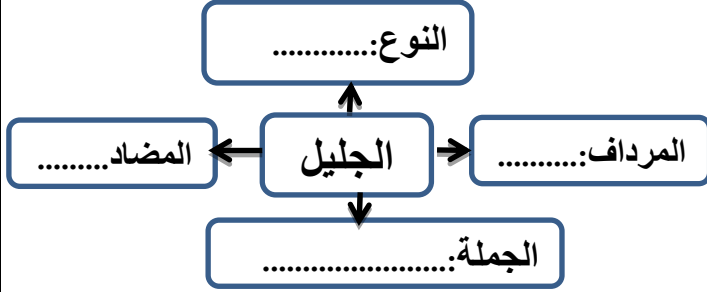 النوع:............
المرداف:..........
الجليل
المضاد.........
الجملة:.......................